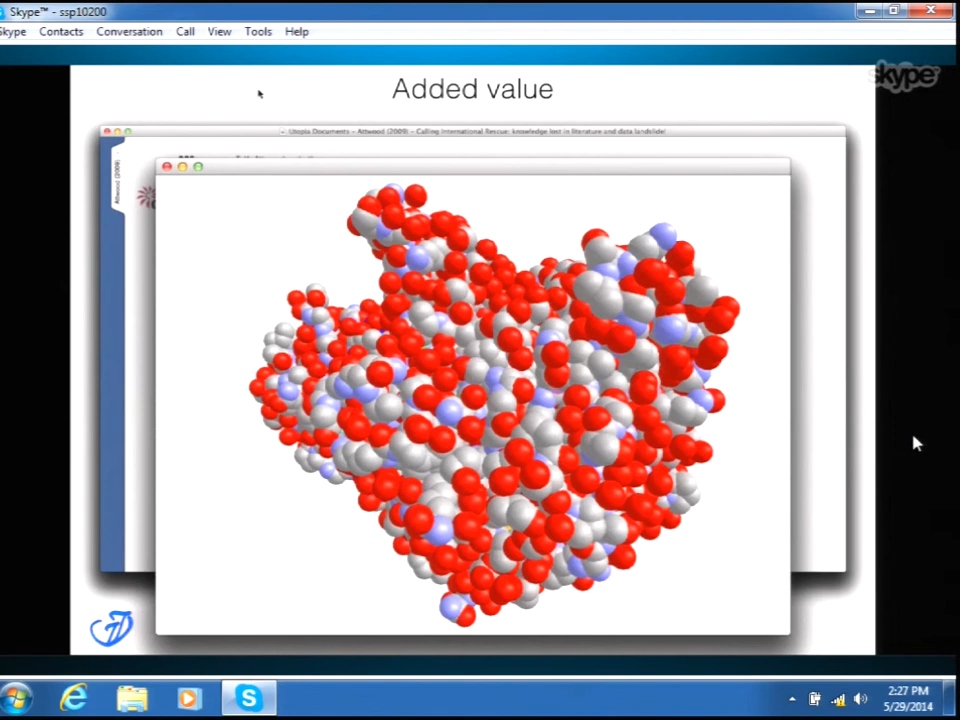 Skype™ - ssp10200
Skype Contacts Conversation Call View Tools Help
skype
Added value
Utopia Documents – Attwood (2009) – Calling International Rescue: knowledge lost in literature and data landslide!
Attwood (2009)
2:27 PM
5/29/2014